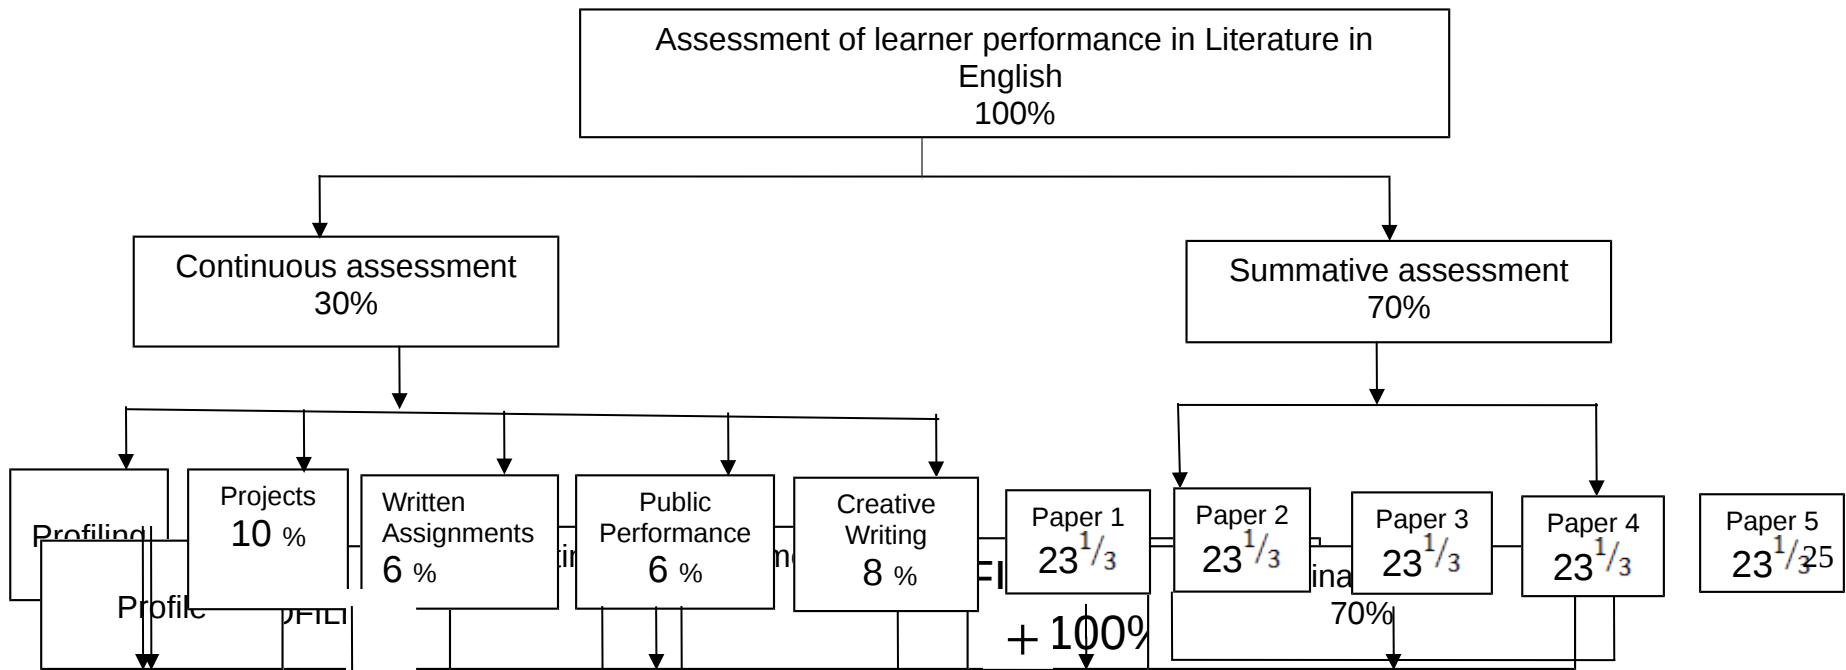 Assessment of learner performance in Literature in
English
100%
Continuous assessment
30%
Summative assessment
70%
Profiling
Projects
10 %
Written
Assignments
6 %
Public
Performance
6 %
Creative
Writing
8 %
Paper 1
23 1/3
Paper 2
23 1/3
Paper 3
23 1/3
Paper 4
23 1/3
Paper 5
23 1/3
25
Profile
70%
+ 100%